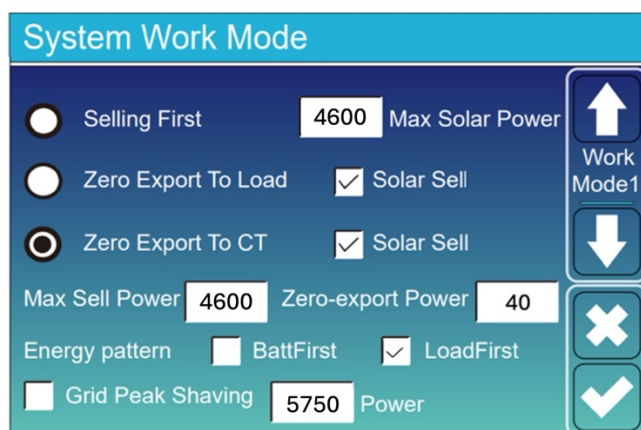 System Work Mode
Selling First 4600 Max Solar Power
Work
Mode1
Zero Export To Load Solar Sell
Zero Export To CT Solar Sell
Max Sell Power 4600 Zero-export Power 40
Energy pattern BattFirst LoadFirst
Grid Peak Shaving 5750 Power